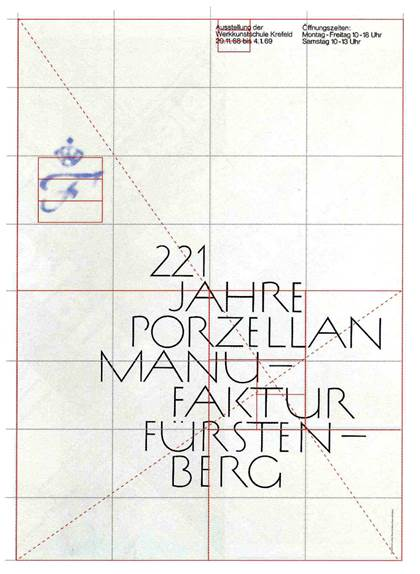 Ausstellung der
Werkkunstschule Krefeld
29.11.68 bis 4.1.69
Öffnungszeiten:
Montag-Freitag 10-18 Uhr
Samstag 10-13 Uhr
F
221
JAHRE
PORZELLAN
MANU-
FAKTUR
FÜRSTEN-
BERG